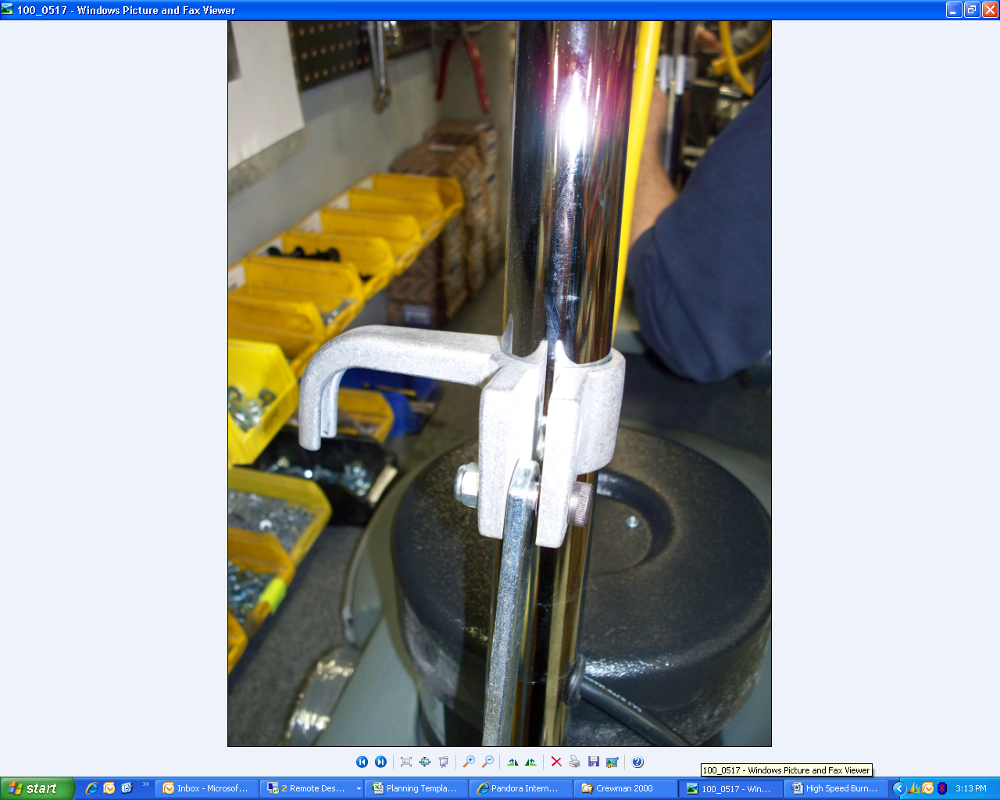 100_0517 - Windows Picture and Fax Viewer
100_0517 - Windows Picture and Fax Viewer
start
Inbox - Microsof...
2 Remote Des...
Planning Templa...
Pandora Intern...
Crewman 2000
100_0517 - Win...
High Speed Burn...
3:13 PM